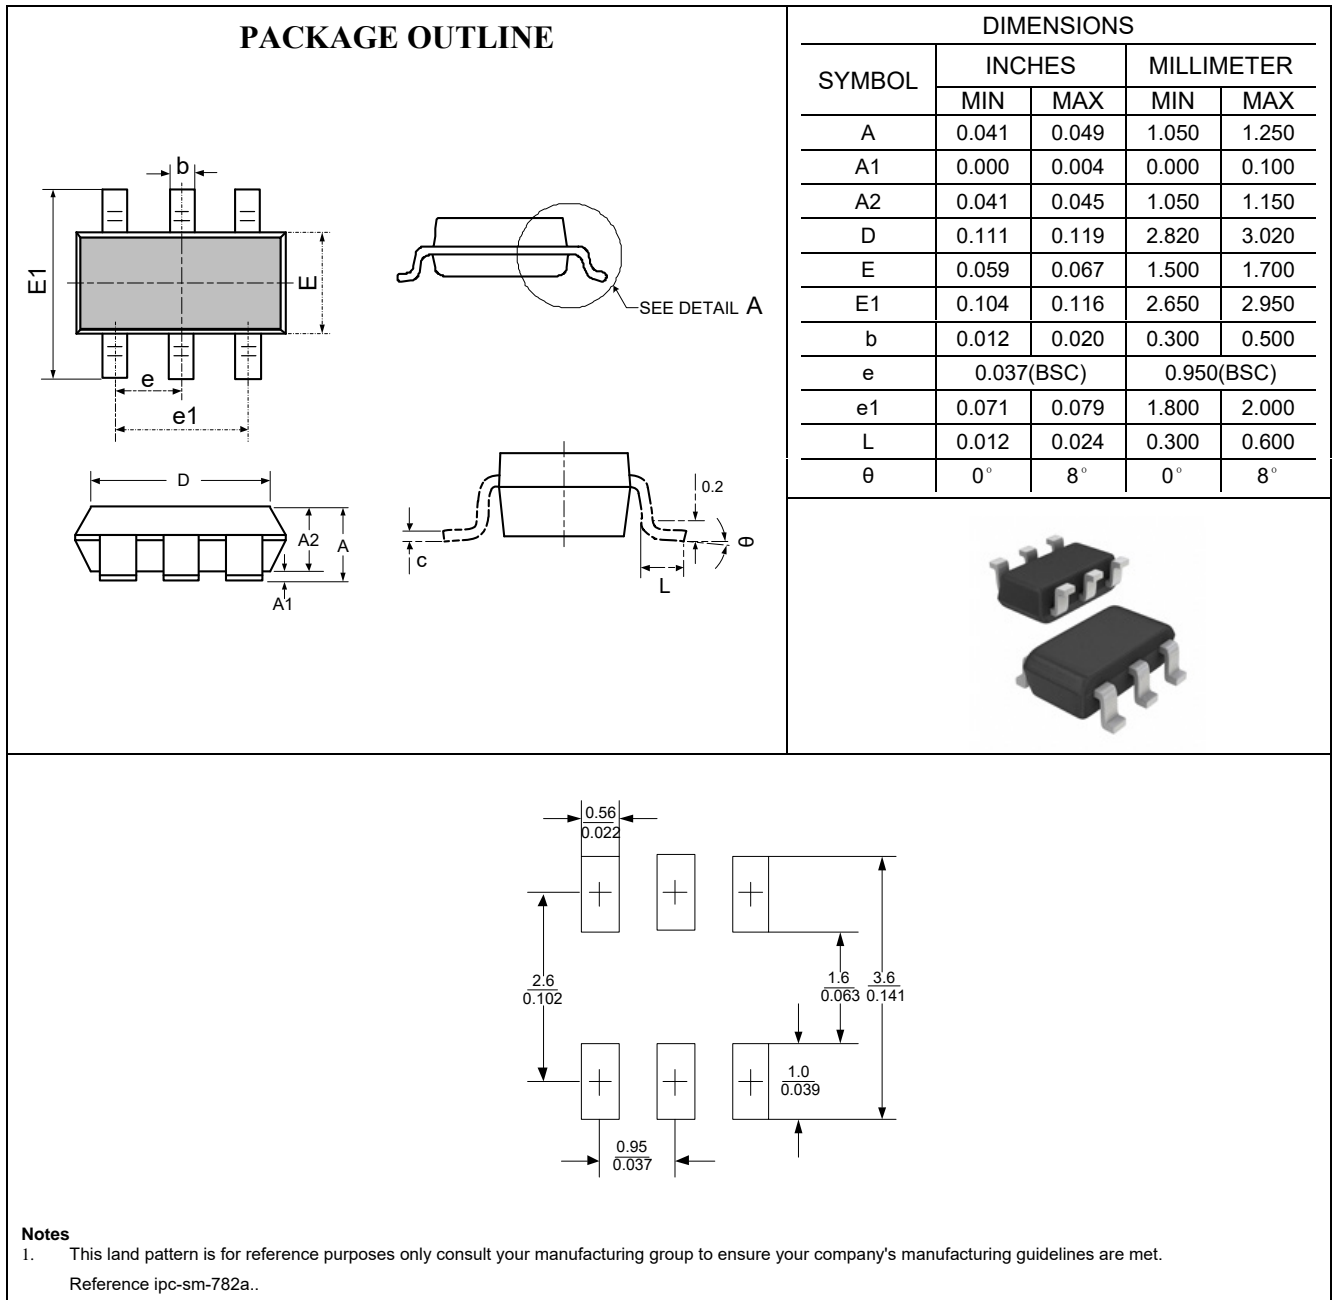 PACKAGE OUTLINE
b
E1
E
e
e1
SEE DETAIL A
D
A2
A
A1
c
L
0.2
θ
DIMENSIONS
SYMBOL INCHES MILLIMETER
MIN MAX MIN MAX
A 0.041 0.049 1.050 1.250
A1 0.000 0.004 0.000 0.100
A2 0.041 0.045 1.050 1.150
D 0.111 0.119 2.820 3.020
E 0.059 0.067 1.500 1.700
E1 0.104 0.116 2.650 2.950
b 0.012 0.020 0.300 0.500
e 0.037(BSC) 0.950(BSC)
e1 0.071 0.079 1.800 2.000
L 0.012 0.024 0.300 0.600
θ 0° 8° 0° 8°
0.56
0.022
2.6
0.102
1.6
0.063
3.6
0.141
1.0
0.039
0.95
0.037
Notes
1. This land pattern is for reference purposes only consult your manufacturing group to ensure your company's manufacturing guidelines are met.
Reference ipc-sm-782a..